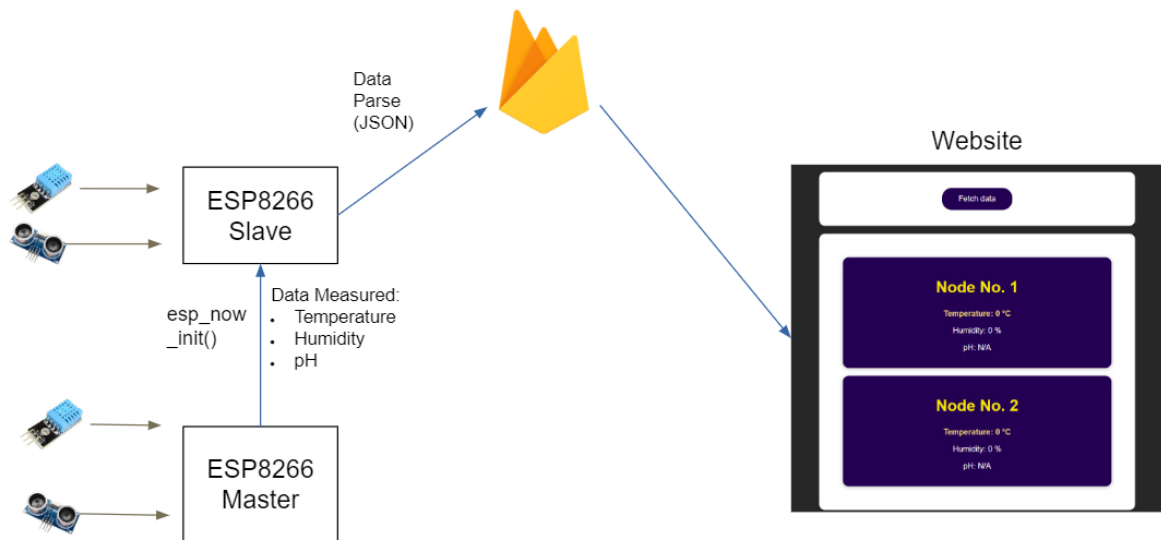 Data
Parse
(JSON)
Website
Fetch data
ESP8266
Slave
Node No. 1
Temperature: 0 °C
Humidity: 0 %
pH: N/A
esp_now
_init()
Data Measured:
• Temperature
• Humidity
• pH
Node No. 2
Temperature: 0 °C
Humidity: 0 %
pH: N/A
ESP8266
Master